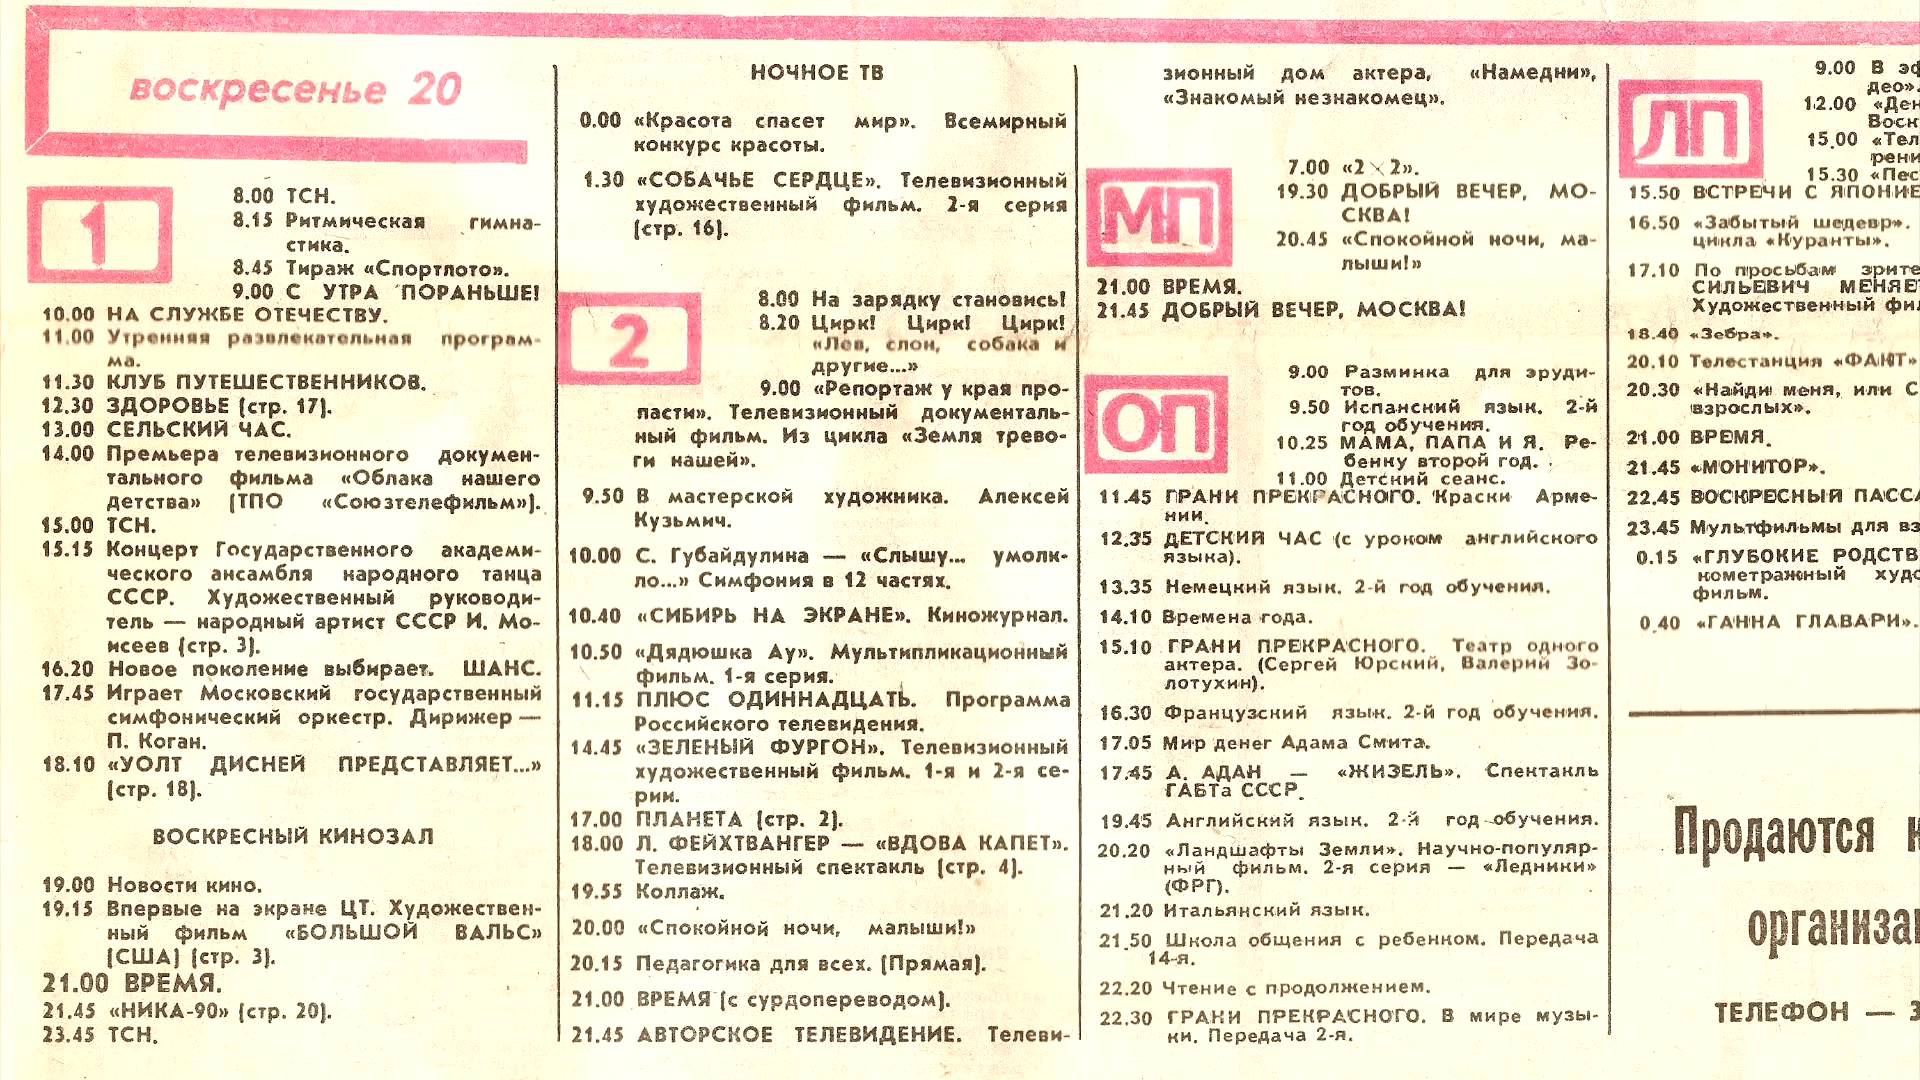 воскресенье 20
1
8.00 ТСН.
8.15 Ритмическая гимна-
стика.
8.45 Тираж «Спортлото».
9.00 С УТРА ПОРАНЬШЕ!
10.00 НА СЛУЖБЕ ОТЕЧЕСТВУ.
11.00 Утренняя развлекательная програм-
ма.
11.30 КЛУБ ПУТЕШЕСТВЕННИКОВ.
12.30 ЗДОРОВЬЕ (стр. 17).
13.00 СЕЛЬСКИЙ ЧАС.
14.00 Премьера телевизионного докумен-
тального фильма «Облака нашего
детства» (ТПО «Союзтелефильм»).
15.00 ТСН.
15.15 Концерт Государственного академи-
ческого ансамбля народного танца
СССР. Художественный руководи-
тель — народный артист СССР И. Мо-
исеев (стр. 3).
16.20 Новое поколение выбирает. ШАНС.
17.45 Играет Московский государственный
симфонический оркестр. Дирижер —
П. Коган.
18.10 «УОЛТ ДИСНЕЙ ПРЕДСТАВЛЯЕТ...»
(стр. 18).
ВОСКРЕСНЫЙ КИНОЗАЛ
19.00 Новости кино.
19.15 Впервые на экране ЦТ. Художествен-
ный фильм «БОЛЬШОЙ ВАЛЬС»
(США) (стр. 3).
21.00 ВРЕМЯ.
21.45 «НИКА-90» (стр. 20).
23.45 ТСН.
НОЧНОЕ ТВ
0.00 «Красота спасет мир». Всемирный
конкурс красоты.
1.30 «СОБАЧЬЕ СЕРДЦЕ». Телевизионный
художественный фильм. 2-я серия
(стр. 16).
2
8.00 На зарядку становись!
8.20 Цирк! Цирк! Цирк!
«Лев, слон, собака и
другие...»
9.00 «Репортаж у края про-
пасти». Телевизионный документаль-
ный фильм. Из цикла «Земля трево-
ги нашей».
9.50 В мастерской художника. Алексей
Кузьмич.
10.00 С. Губайдулина — «Слышу... умолк-
ло...» Симфония в 12 частях.
10.40 «СИБИРЬ НА ЭКРАНЕ». Киножурнал.
10.50 «Дядюшка Ау». Мультипликационный
фильм. 1-я серия.
11.15 ПЛЮС ОДИННАДЦАТЬ. Программа
Российского телевидения.
14.45 «ЗЕЛЕНЫЙ ФУРГОН». Телевизионный
художественный фильм. 1-я и 2-я се-
рии.
17.00 ПЛАНЕТА (стр. 2).
18.00 Л. ФЕЙХТВАНГЕР — «ВДОВА КАПЕТ».
Телевизионный спектакль (стр. 4).
19.55 Коллаж.
20.00 «Спокойной ночи, малыши!»
20.15 Педагогика для всех. (Прямая).
21.00 ВРЕМЯ (с сурдопереводом).
21.45 АВТОРСКОЕ ТЕЛЕВИДЕНИЕ. Телеви-
зионный дом актера, «Намедни»,
«Знакомый незнакомец».
МП
7.00 «2×2».
19.30 ДОБРЫЙ ВЕЧЕР, МО-
СКВА!
20.45 «Спокойной ночи, ма-
лыши!»
21.00 ВРЕМЯ.
21.45 ДОБРЫЙ ВЕЧЕР, МОСКВА!
ОП
9.00 Разминка для эруди-
тов.
9.50 Испанский язык. 2-й
год обучения.
10.25 МАМА, ПАПА И Я. Ре-
бенку второй год.
11.00 Детский сеанс.
11.45 ГРАНИ ПРЕКРАСНОГО. Краски Арме-
нии.
12.35 ДЕТСКИЙ ЧАС (с уроком английского
языка).
13.35 Немецкий язык. 2-й год обучения.
14.10 Времена года.
15.10 ГРАНИ ПРЕКРАСНОГО. Театр одного
актера. (Сергей Юрский, Валерий Зо-
лотухин).
16.30 Французский язык. 2-й год обучения.
17.05 Мир денег Адама Смита.
17.45 А. АДАН — «ЖИЗЕЛЬ». Спектакль
ГАБТа СССР.
19.45 Английский язык. 2-й год обучения.
20.20 «Ландшафты Земли». Научно-популяр-
ный фильм. 2-я серия — «Ледники»
(ФРГ).
21.20 Итальянский язык.
21.50 Школа общения с ребенком. Передача
14-я.
22.20 Чтение с продолжением.
22.30 ГРАНИ ПРЕКРАСНОГО. В мире музы-
ки. Передача 2-я.
ЛП
9.00 В эф
део».
12.00 «Ден
Воск
15.00 «Тел
рени
15.30 «Пес
15.50 ВСТРЕЧИ С ЯПОНИЕ
16.50 «Забытый шедевр».
цикла «Куранты».
17.10 По просьбам зрите
СИЛЬЕВИЧ МЕНЯЕТ
Художественный фил
18.40 «Зебра».
20.10 Телестанция «ФАКТ»
20.30 «Найди меня, или С
взрослых».
21.00 ВРЕМЯ.
21.45 «МОНИТОР».
22.45 ВОСКРЕСНЫЙ ПАССА
23.45 Мультфильмы для вз
0.15 «ГЛУБОКИЕ РОДСТВ
кометражный худо
фильм.
0.40 «ГАННА ГЛАВАРИ».
Продаются к
организа
ТЕЛЕФОН — 3